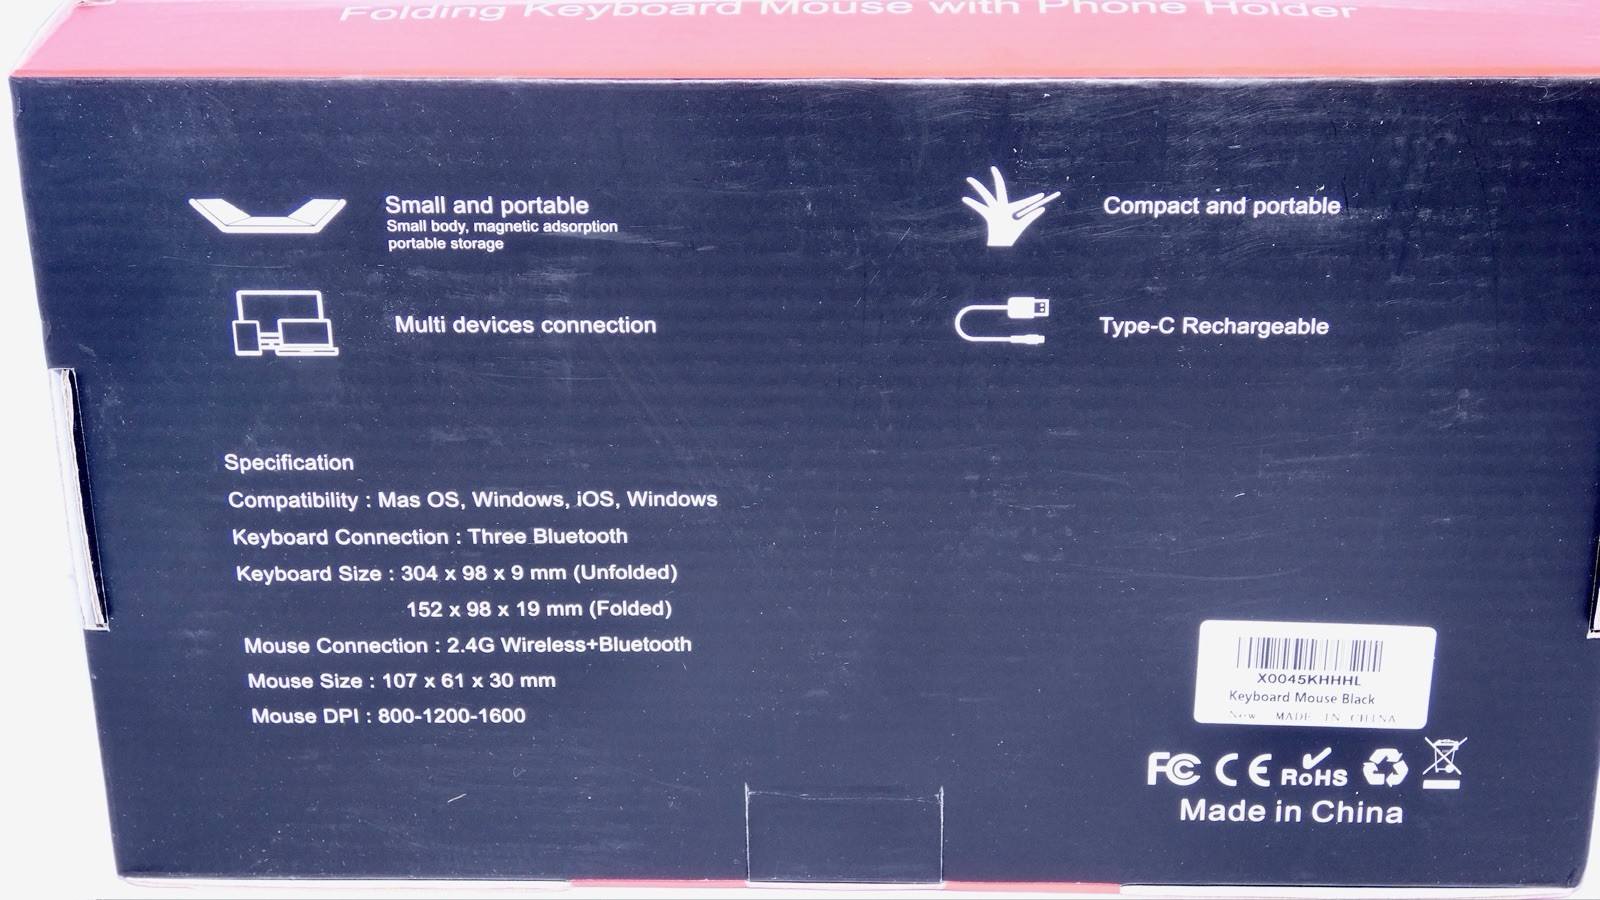 Folding Keyboard Mouse with Phone Holder
Small and portable
Small body, magnetic adsorption
portable storage
Compact and portable
Multi devices connection
Type-C Rechargeable
Specification
Compatibility : Mas OS, Windows, iOS, Windows
Keyboard Connection : Three Bluetooth
Keyboard Size : 304 x 98 x 9 mm (Unfolded)
152 x 98 x 19 mm (Folded)
Mouse Connection : 2.4G Wireless+Bluetooth
Mouse Size : 107 x 61 x 30 mm
Mouse DPI : 800-1200-1600
X0045KHHHL
Keyboard Mouse Black
New MADE IN CHINA
FC CE RoHS
Made in China